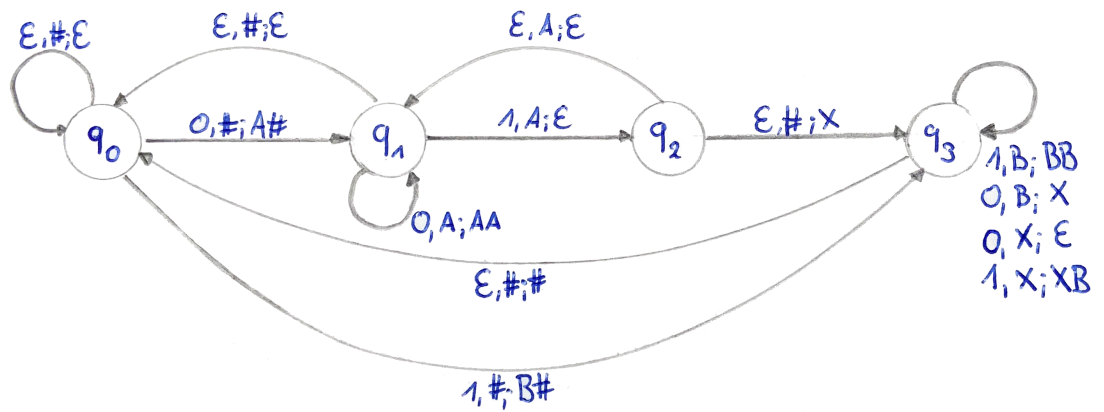 ε,#;ε
ε,#;ε
ε,A;ε
q0
0,#;A#
q1
1,A;ε
q2
ε,#;X
q3
0,A;AA
1,B;BB
0,B;X
0,X;ε
1,X;XB
ε,#;#
1,#;B#